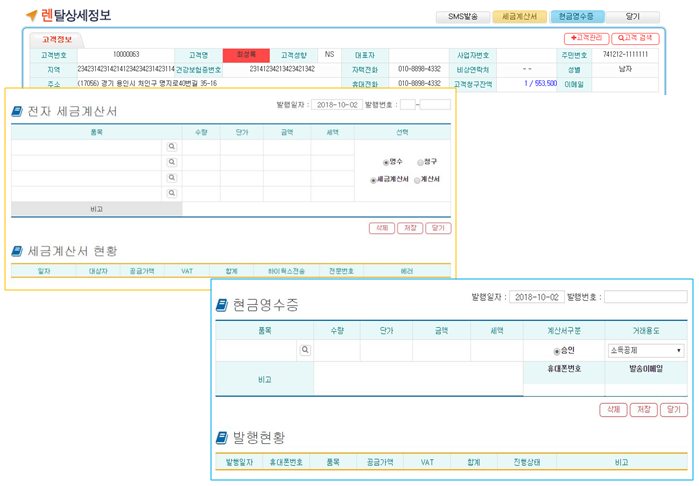 렌탈상세정보
SMS발송 세금계산서 현금영수증 닫기
고객정보 +고객관리 고객 검색
고객번호 10000063 고객명 최성록 고객성향 NS 대표자 사업자번호 주민번호 741212-1111111
지역 건강보험증번호 자택전화 010-8898-4332 비상연락처 -- 성별 남자
주소 (17056) 경기 용인시 처인구 명지로40번길 35-16 휴대전화 010-8898-4332 고객청구잔액 1 / 553,500 이메일
전자 세금계산서 발행일자 : 2018-10-02 발행번호 : -
품목 수량 단가 금액 세액 선택
영수 청구
세금계산서 계산서
비고
삭제 저장 닫기
세금계산서 현황
일자 대상자 공급가액 VAT 합계 하이웍스전송 전문번호 에러
현금영수증 발행일자 : 2018-10-02 발행번호 :
품목 수량 단가 금액 세액 계산서구분 거래용도
승인 소득공제
비고 휴대폰번호 발송이메일
삭제 저장 닫기
발행현황
발행일자 휴대폰번호 품목 공급가액 VAT 합계 진행상태 비고